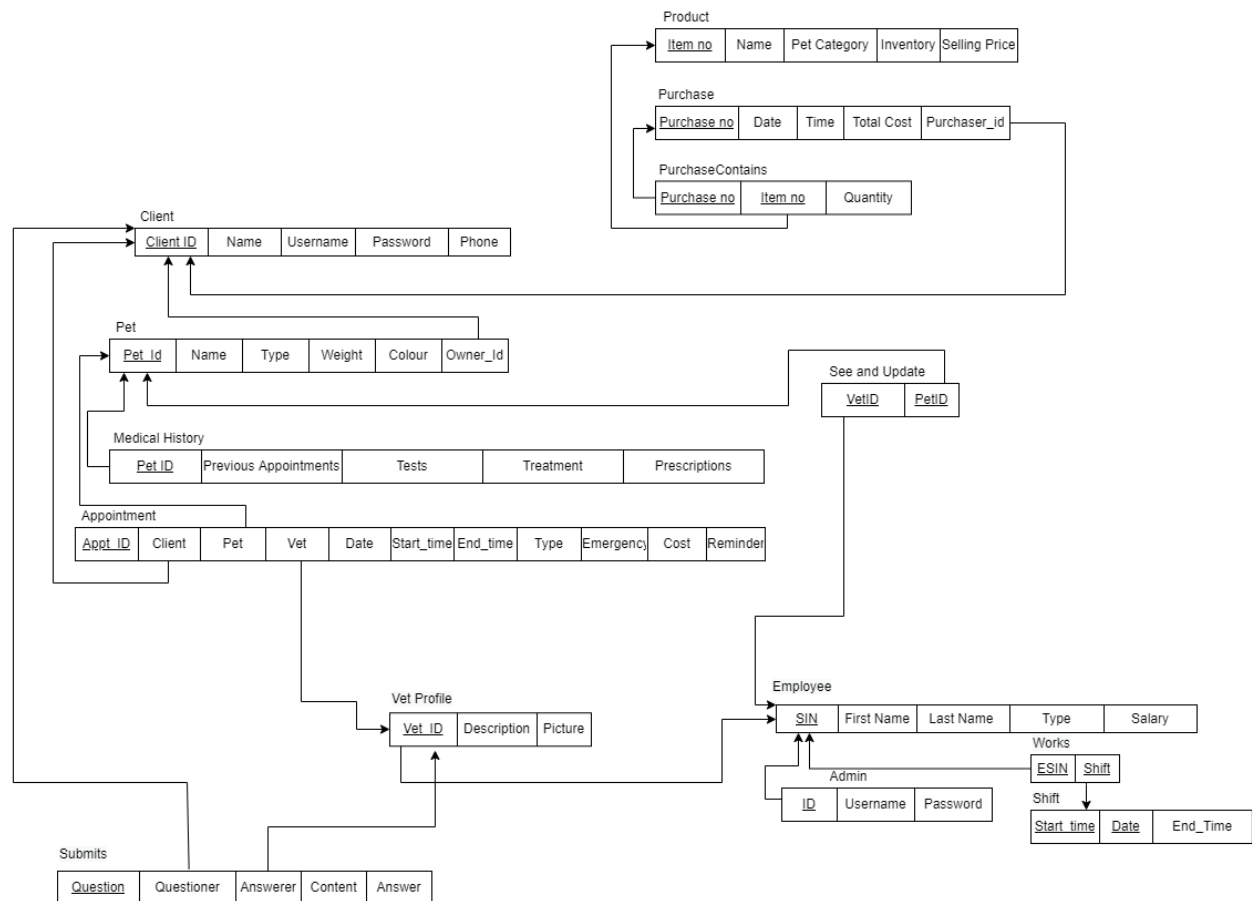 Product
Item no Name Pet Category Inventory Selling Price
Purchase
Purchase no Date Time Total Cost Purchaser_id
PurchaseContains
Purchase no Item no Quantity
Client
Client ID Name Username Password Phone
Pet
Pet_Id Name Type Weight Colour Owner_Id
See and Update
VetID PetID
Medical History
Pet ID Previous Appointments Tests Treatment Prescriptions
Appointment
Appt_ID Client Pet Vet Date Start_time End_time Type Emergency Cost Reminder
Vet Profile
Vet_ID Description Picture
Employee
SIN First Name Last Name Type Salary
Works
ESIN Shift
Admin
ID Username Password
Shift
Start_time Date End_Time
Submits
Question Questioner Answerer Content Answer